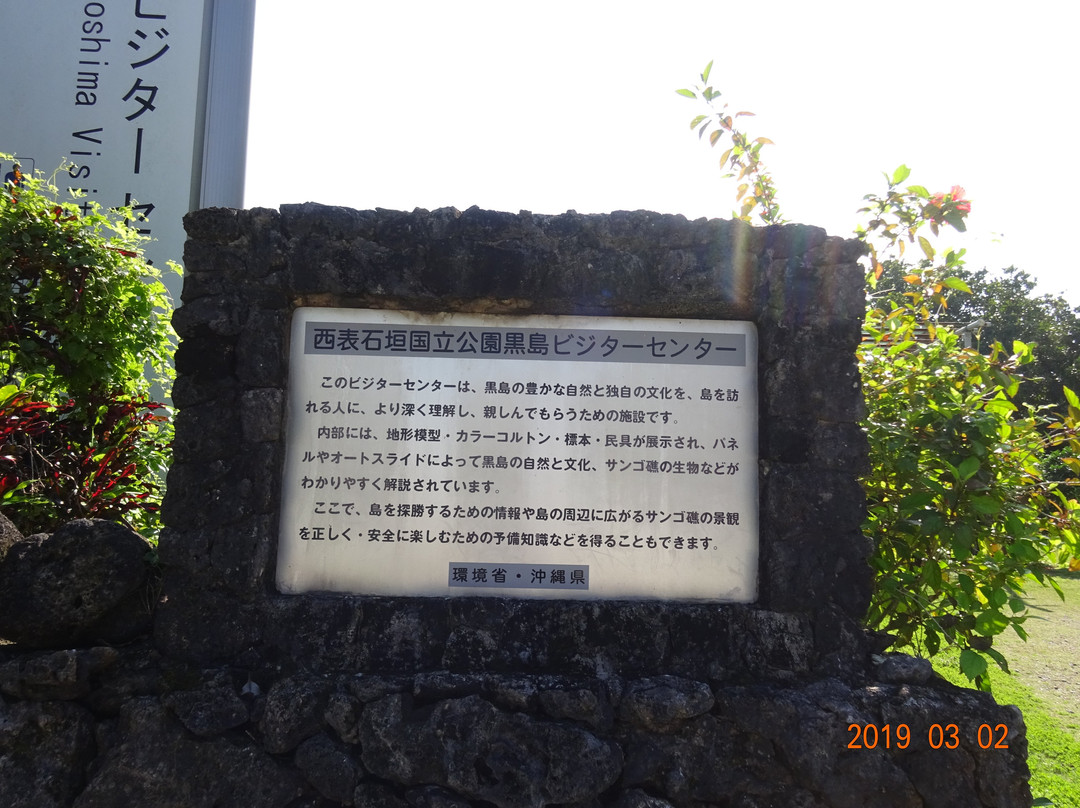 ビジターセ
oshima Visit
西表石垣国立公園黒島ビジターセンター
このビジターセンターは、黒島の豊かな自然と独自の文化を、島を訪
れる人に、より深く理解し、親しんでもらうための施設です。
内部には、地形模型・カラーコルトン・標本・民具が展示され、パネ
ルやオートスライドによって黒島の自然と文化、サンゴ礁の生物などが
わかりやすく解説されています。
ここで、島を探勝するための情報や島の周辺に広がるサンゴ礁の景観
を正しく・安全に楽しむための予備知識などを得ることもできます。
環境省・沖縄県
2019 03 02